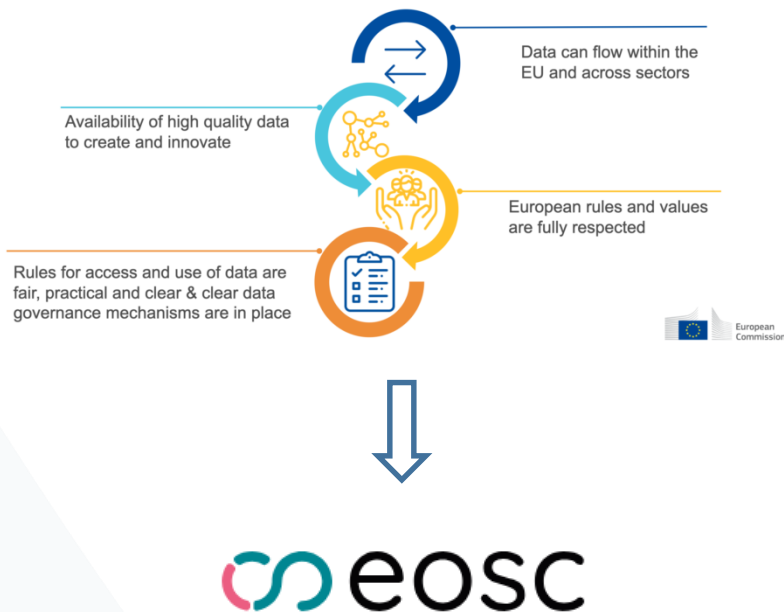 Data can flow within the
EU and across sectors
Availability of high quality data
to create and innovate
European rules and values
are fully respected
Rules for access and use of data are
fair, practical and clear & clear data
governance mechanisms are in place
European
Commission
eosc